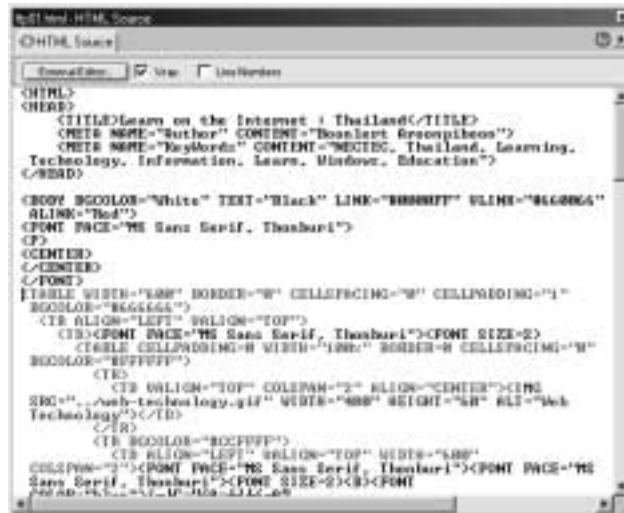 HTML Source
HTML Source
External Editor... Wrap Line Numbers
<HTML>
<HEAD>
<TITLE>Learn on the Internet : Thailand</TITLE>
<META NAME="Author" CONTENT="Boonlert Aroonpiboon">
<META NAME="KeyWords" CONTENT="NECTEC, Thailand, Learning,
Technology, Information, Learn, Windows, Education">
</HEAD>
<BODY BGCOLOR="White" TEXT="Black" LINK="#0000FF" VLINK="#660066"
ALINK="Red">
<FONT FACE="MS Sans Serif, Thonburi">
<P>
<CENTER>
</CENTER>
</FONT>
<TABLE WIDTH="600" BORDER="0" CELLSPACING="0" CELLPADDING="1"
BGCOLOR="#666666">
<TR ALIGN="LEFT" VALIGN="TOP">
<TD><FONT FACE="MS Sans Serif, Thonburi"><FONT SIZE=2>
<TABLE CELLPADDING=0 WIDTH="100%" BORDER=0 CELLSPACING="0"
BGCOLOR="#FFFFFF">
<TR>
<TD VALIGN="TOP" COLSPAN="2" ALIGN="CENTER"><IMG
SRC="../web-technology.gif" WIDTH="400" HEIGHT="60" ALT="Web
Technology"></TD>
</TR>
<TR BGCOLOR="#CCFFFF">
<TD ALIGN="LEFT" VALIGN="TOP" WIDTH="600"
COLSPAN="2"><FONT FACE="MS Sans Serif, Thonburi"><FONT FACE="MS
Sans Serif, Thonburi"><FONT SIZE=2><B><FONT